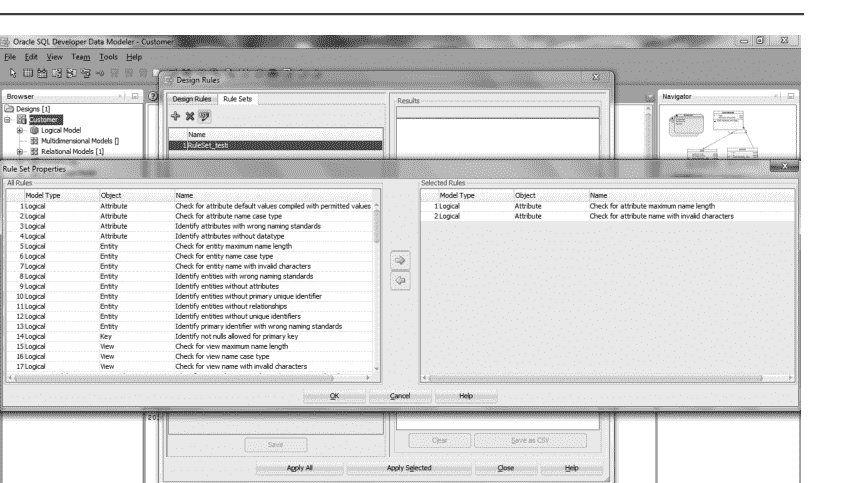 Oracle SQL Developer Data Modeler - Customer
File Edit View Team Tools Help
Browser
Designs [1]
Customer
Logical Model
Multidimensional Models []
Relational Models [1]
Design Rules
Design Rules Rule Sets
Name
1 RuleSet_testi
Results
Navigator
Rule Set Properties
All Rules
Model Type Object Name
1 Logical Attribute Check for attribute default values compiled with permitted values
2 Logical Attribute Check for attribute name case type
3 Logical Attribute Identify attributes with wrong naming standards
4 Logical Attribute Identify attributes without datatype
5 Logical Entity Check for entity maximum name length
6 Logical Entity Check for entity name case type
7 Logical Entity Check for entity name with invalid characters
8 Logical Entity Identify entities with wrong naming standards
9 Logical Entity Identify entities without attributes
10 Logical Entity Identify entities without primary unique identifier
11 Logical Entity Identify entities without relationships
12 Logical Entity Identify entities without unique identifiers
13 Logical Entity Identify primary identifier with wrong naming standards
14 Logical Key Identify not nulls allowed for primary key
15 Logical View Check for view maximum name length
16 Logical View Check for view name case type
17 Logical View Check for view name with invalid characters
Selected Rules
Model Type Object Name
1 Logical Attribute Check for attribute maximum name length
2 Logical Attribute Check for attribute name with invalid characters
OK Cancel Help
Save
Clear Save as CSV
Apply All Apply Selected Close Help